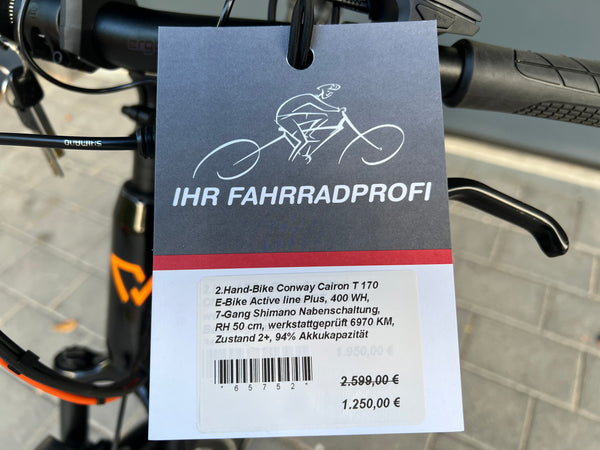 ergo
SHIMANO
IHR FAHRRADPROFI
2.Hand-Bike Conway Cairon T 170
E-Bike Active line Plus, 400 WH,
7-Gang Shimano Nabenschaltung,
RH 50 cm, werkstattgeprüft 6970 KM,
Zustand 2+, 94% Akkukapazität
1.950,00 €
*65752*
2.599,00 €
1.250,00 €